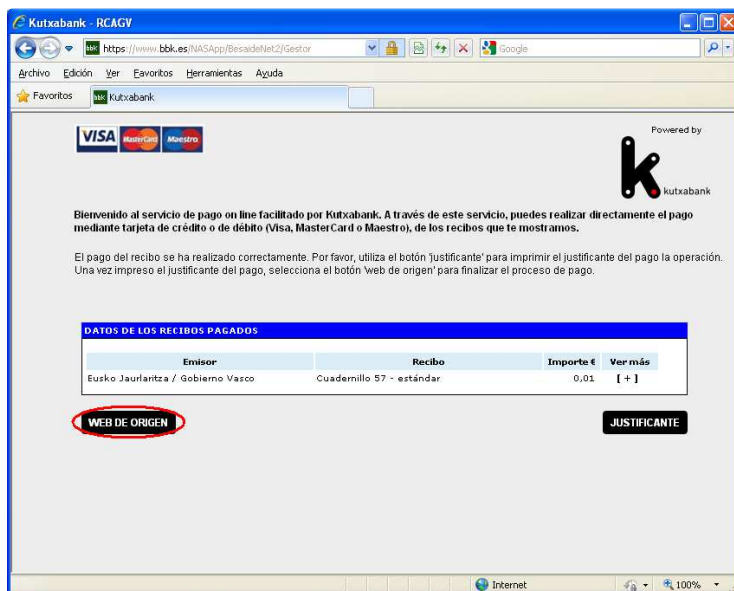 Kutxabank - RCAGV
bbk https://www.bbk.es/NASApp/BesaideNet2/Gestor
Google
Archivo Edición Ver Favoritos Herramientas Ayuda
Favoritos bbk Kutxabank
VISA MasterCard Maestro
Powered by
kutxabank
Bienvenido al servicio de pago on line facilitado por Kutxabank. A través de este servicio, puedes realizar directamente el pago
mediante tarjeta de crédito o de débito (Visa, MasterCard o Maestro), de los recibos que te mostramos.
El pago del recibo se ha realizado correctamente. Por favor, utiliza el botón 'justificante' para imprimir el justificante del pago la operación.
Una vez impreso el justificante del pago, selecciona el botón 'web de origen' para finalizar el proceso de pago.
DATOS DE LOS RECIBOS PAGADOS
Emisor Recibo Importe € Ver más
Eusko Jaurlaritza / Gobierno Vasco Cuadernillo 57 - estándar 0,01 [ + ]
WEB DE ORIGEN JUSTIFICANTE
Internet 100%